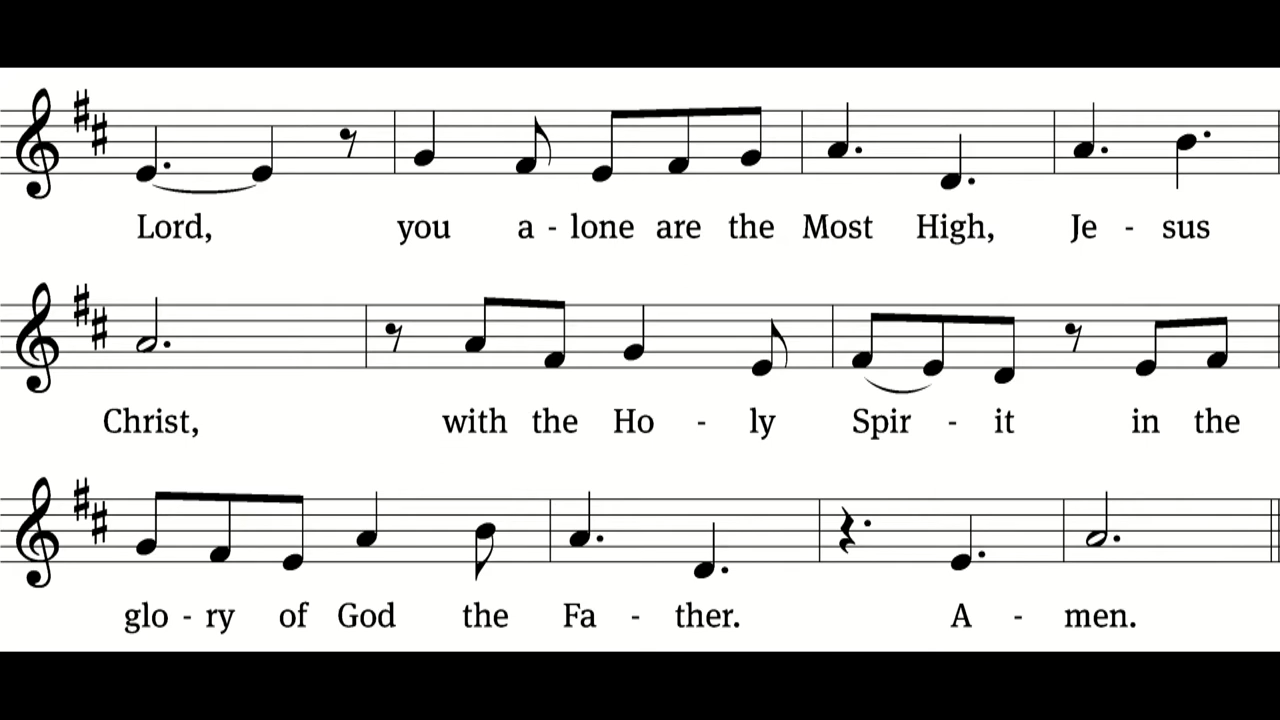 Lord, you a - lone are the Most High, Je - sus
Christ, with the Ho - ly Spir - it in the
glo - ry of God the Fa - ther. A - men.